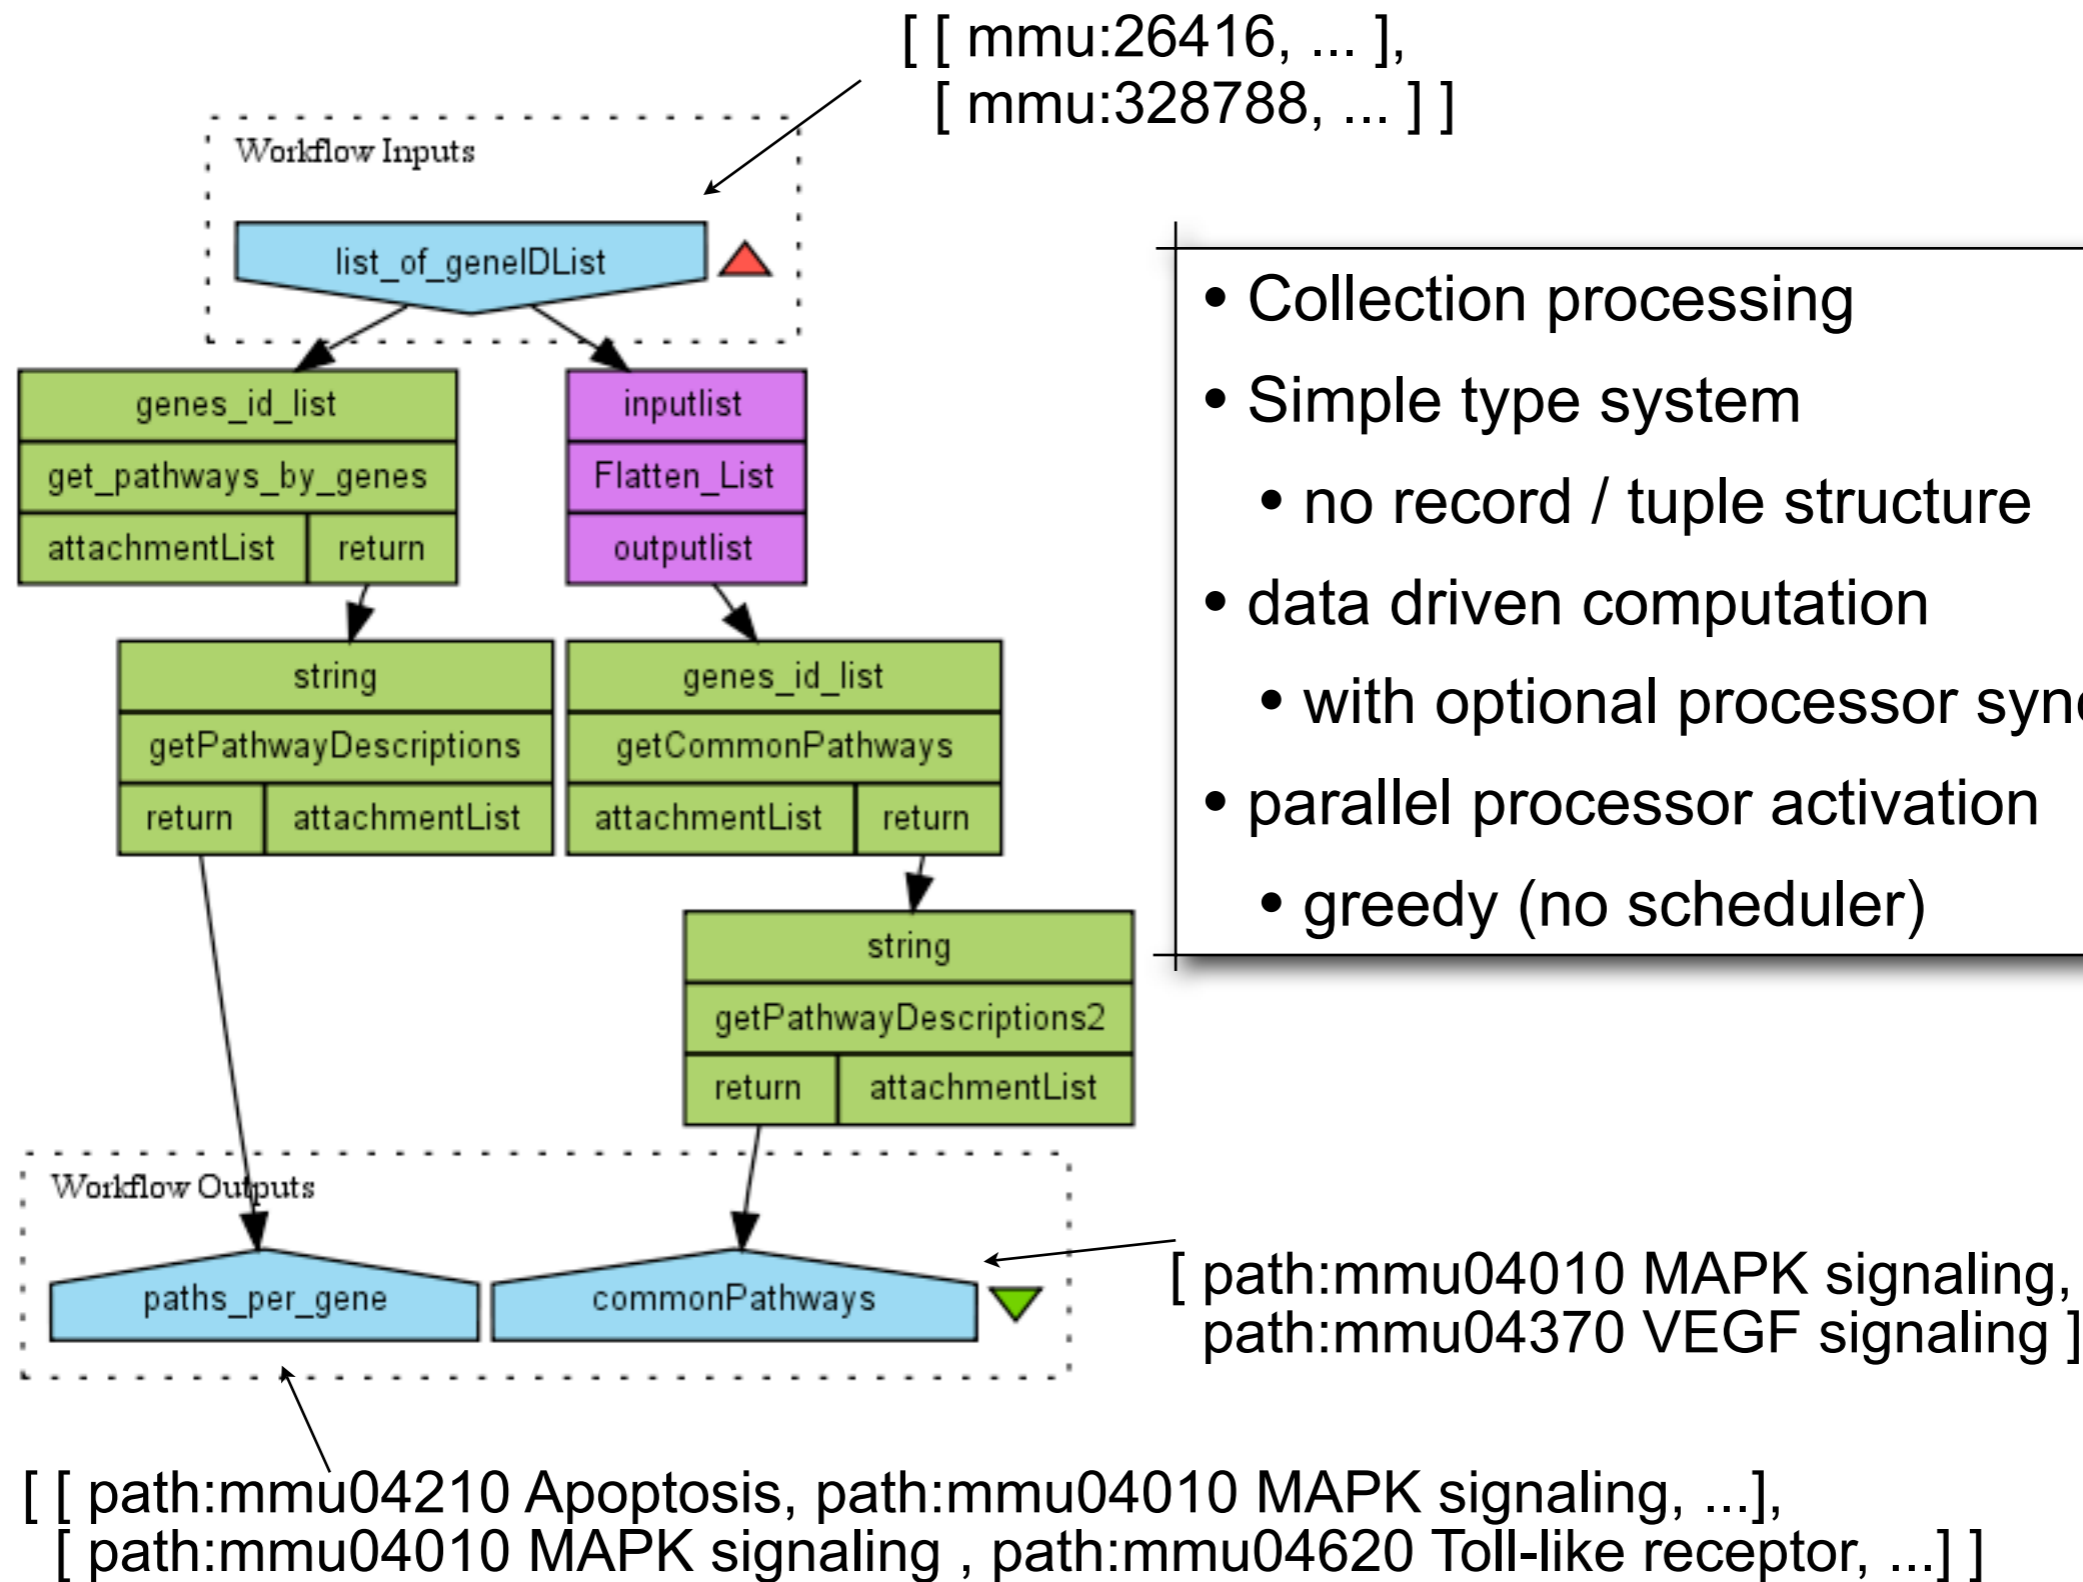 [ [ mmu:26416, ... ],
[ mmu:328788, ... ] ]
Workflow Inputs
list_of_geneIDList
genes_id_list
get_pathways_by_genes
attachmentList return
inputlist
Flatten_List
outputlist
string
getPathwayDescriptions
return attachmentList
genes_id_list
getCommonPathways
attachmentList return
string
getPathwayDescriptions2
return attachmentList
Workflow Outputs
paths_per_gene
commonPathways
• Collection processing
• Simple type system
• no record / tuple structure
• data driven computation
• with optional processor
• parallel processor activation
• greedy (no scheduler)
[ path:mmu04010 MAPK signaling,
path:mmu04370 VEGF signaling ]
[ [ path:mmu04210 Apoptosis, path:mmu04010 MAPK signaling, ...],
[ path:mmu04010 MAPK signaling , path:mmu04620 Toll-like receptor, ...] ]